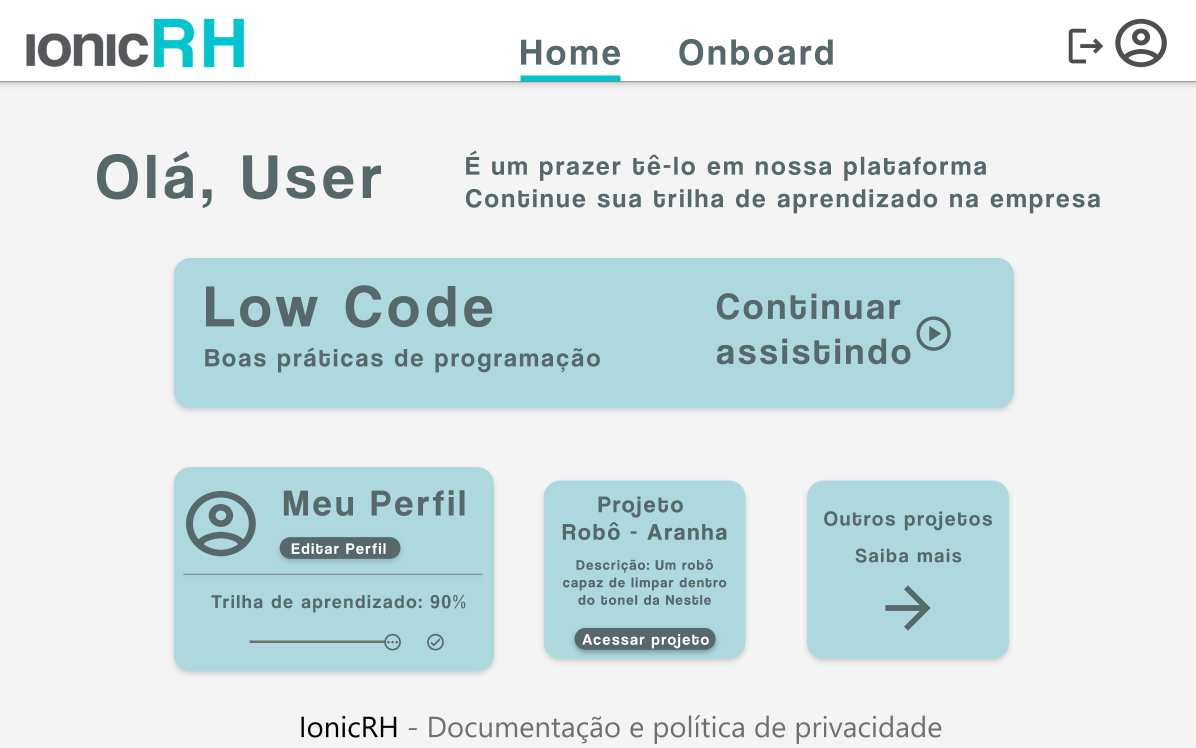 ıonıcRH
Home
Onboard
Olá, User
É um prazer tê-lo em nossa plataforma
Continue sua trilha de aprendizado na empresa
Low Code
Boas práticas de programação
Continuar
assistindo
Meu Perfil
Editar Perfil
Trilha de aprendizado: 90%
Projeto
Robô - Aranha
Descrição: Um robô
capaz de limpar dentro
do tonel da Nestle
Acessar projeto
Outros projetos
Saiba mais
IonicRH - Documentação e política de privacidade